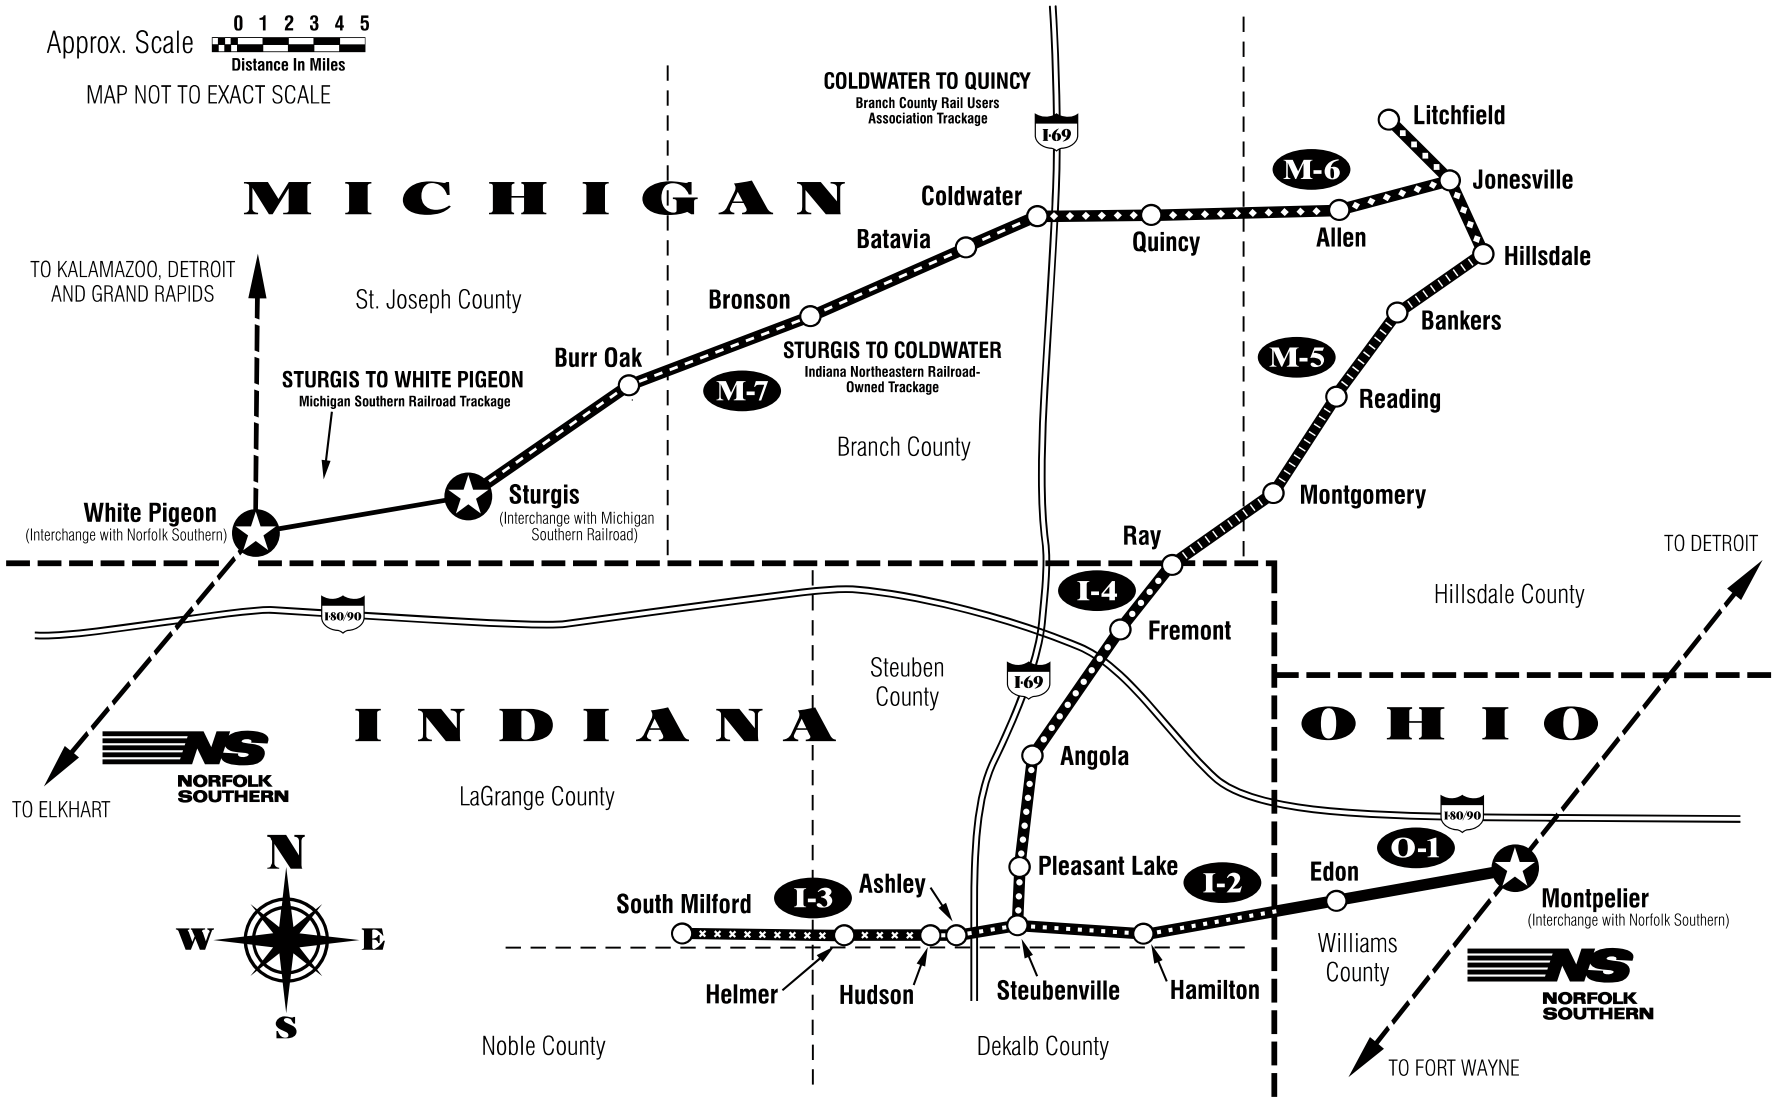 0 1 2 3 4 5
Approx. Scale
Distance In Miles
MAP NOT TO EXACT SCALE
COLDWATER TO QUINCY
Branch County Rail Users
Association Trackage
I-69
Litchfield
M-6
Jonesville
MICHIGAN
Coldwater
Batavia
Quincy
Allen
Hillsdale
TO KALAMAZOO, DETROIT
AND GRAND RAPIDS
St. Joseph County
Bronson
Bankers
Burr Oak
STURGIS TO COLDWATER
Indiana Northeastern Railroad-
Owned Trackage
M-5
STURGIS TO WHITE PIGEON
Michigan Southern Railroad Trackage
M-7
Reading
Branch County
Sturgis
(Interchange with Michigan
Southern Railroad)
Montgomery
White Pigeon
(Interchange with Norfolk Southern)
Ray
TO DETROIT
I-4
Hillsdale County
I-80/90
Fremont
Steuben
County
I-69
INDIANA
OHIO
NS
NORFOLK
SOUTHERN
Angola
TO ELKHART
LaGrange County
I-80/90
O-1
Pleasant Lake
Edon
I-2
Ashley
I-3
South Milford
Montpelier
(Interchange with Norfolk Southern)
N
W E
S
Williams
County
NS
NORFOLK
SOUTHERN
Helmer
Hudson
Steubenville
Hamilton
Noble County
Dekalb County
TO FORT WAYNE